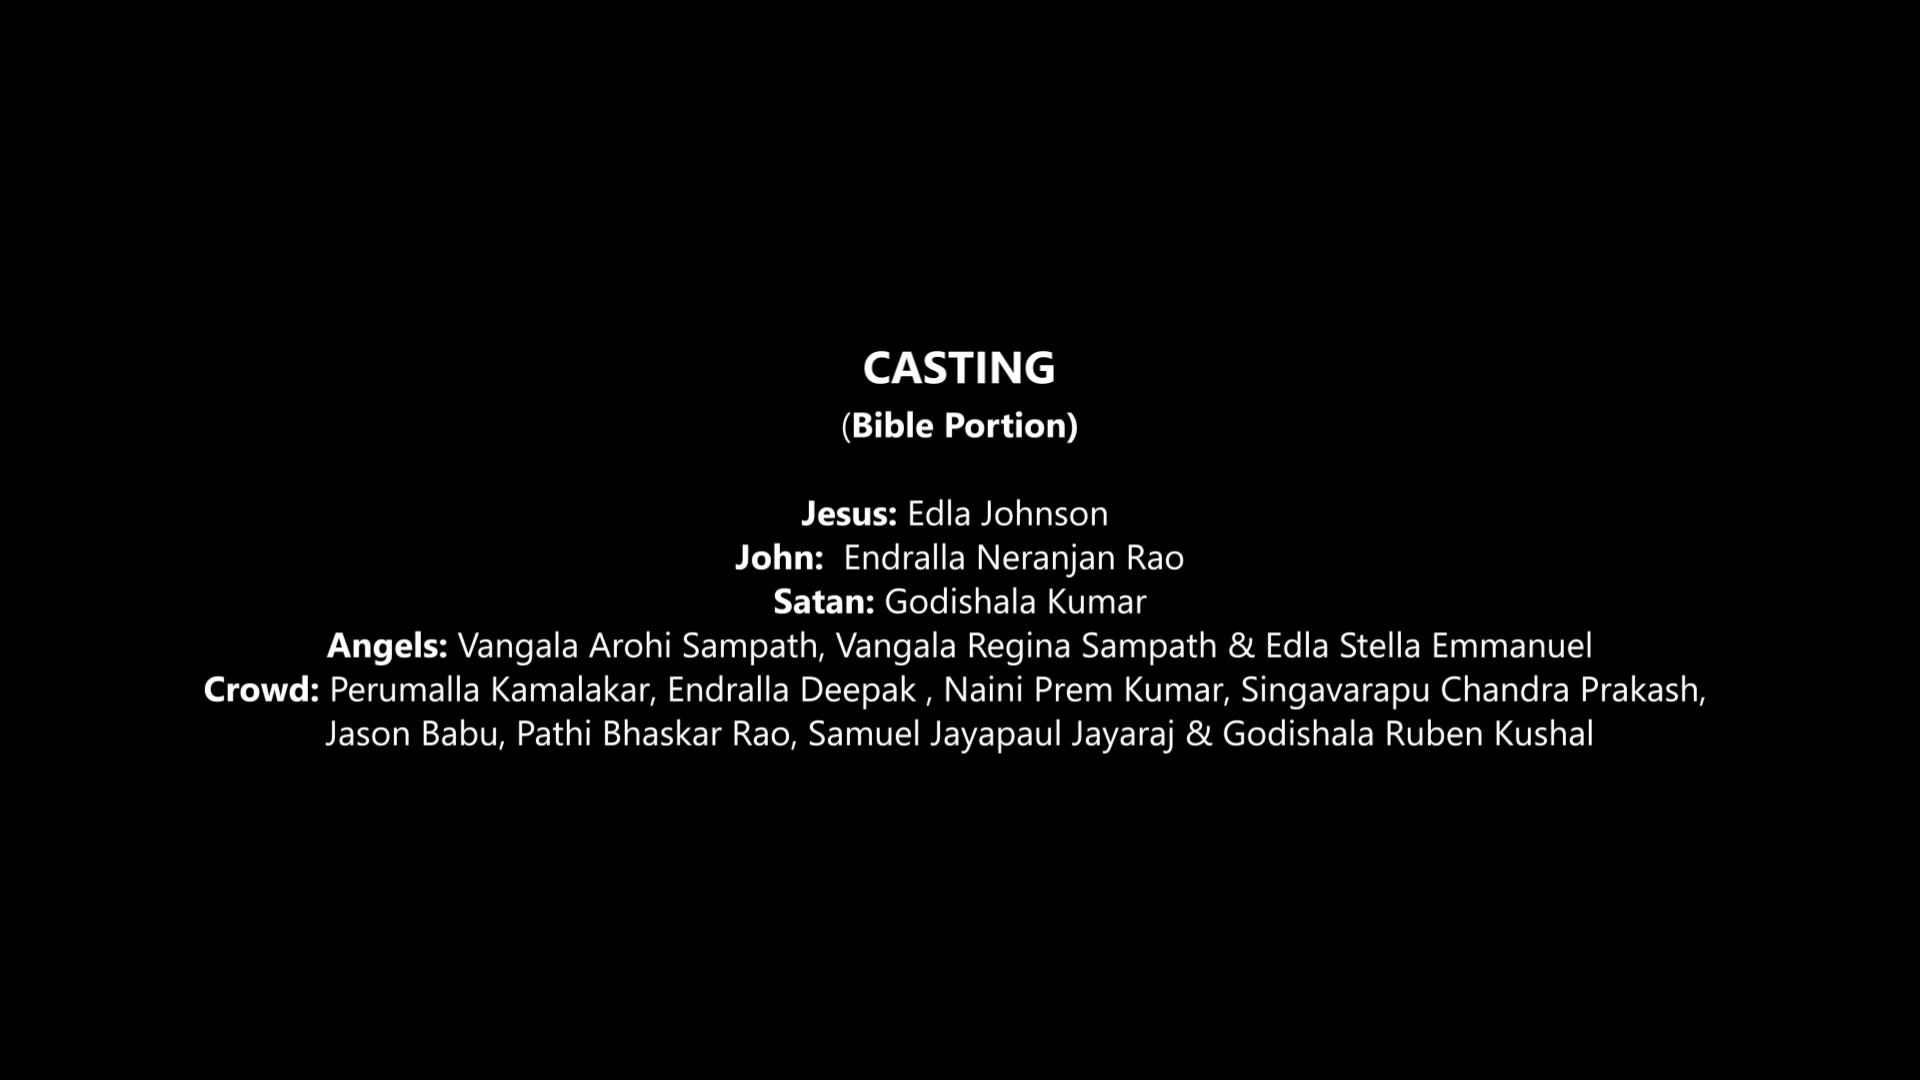 CASTING
(Bible Portion)
Jesus: Edla Johnson
John:  Endralla Neranjan Rao
Satan: Godishala Kumar
Angels: Vangala Arohi Sampath, Vangala Regina Sampath & Edla Stella Emmanuel
Crowd: Perumalla Kamalakar, Endralla Deepak , Naini Prem Kumar, Singavarapu Chandra Prakash,
Jason Babu, Pathi Bhaskar Rao, Samuel Jayapaul Jayaraj & Godishala Ruben Kushal